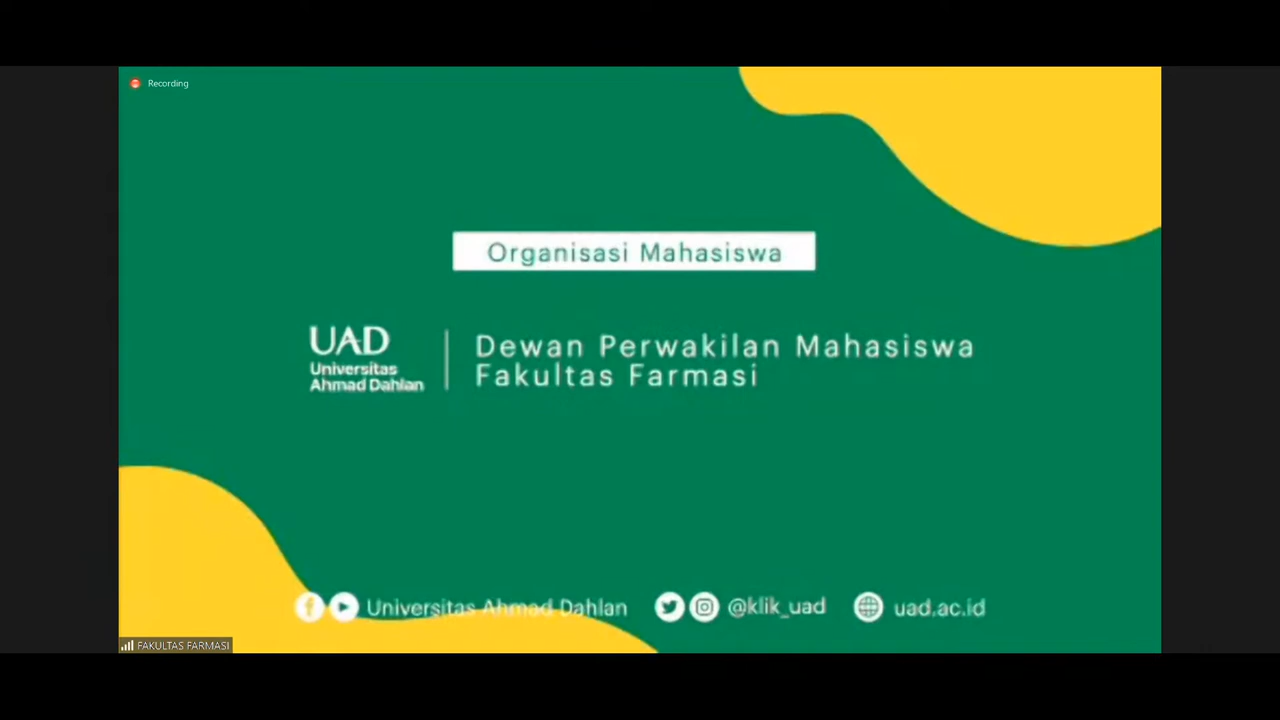 Recording
Organisasi Mahasiswa
UAD
Universitas
Ahmad Dahlan
Dewan Perwakilan Mahasiswa
Fakultas Farmasi
Universitas Ahmad Dahlan
@klik_uad
uad.ac.id
FAKULTAS FARMASI